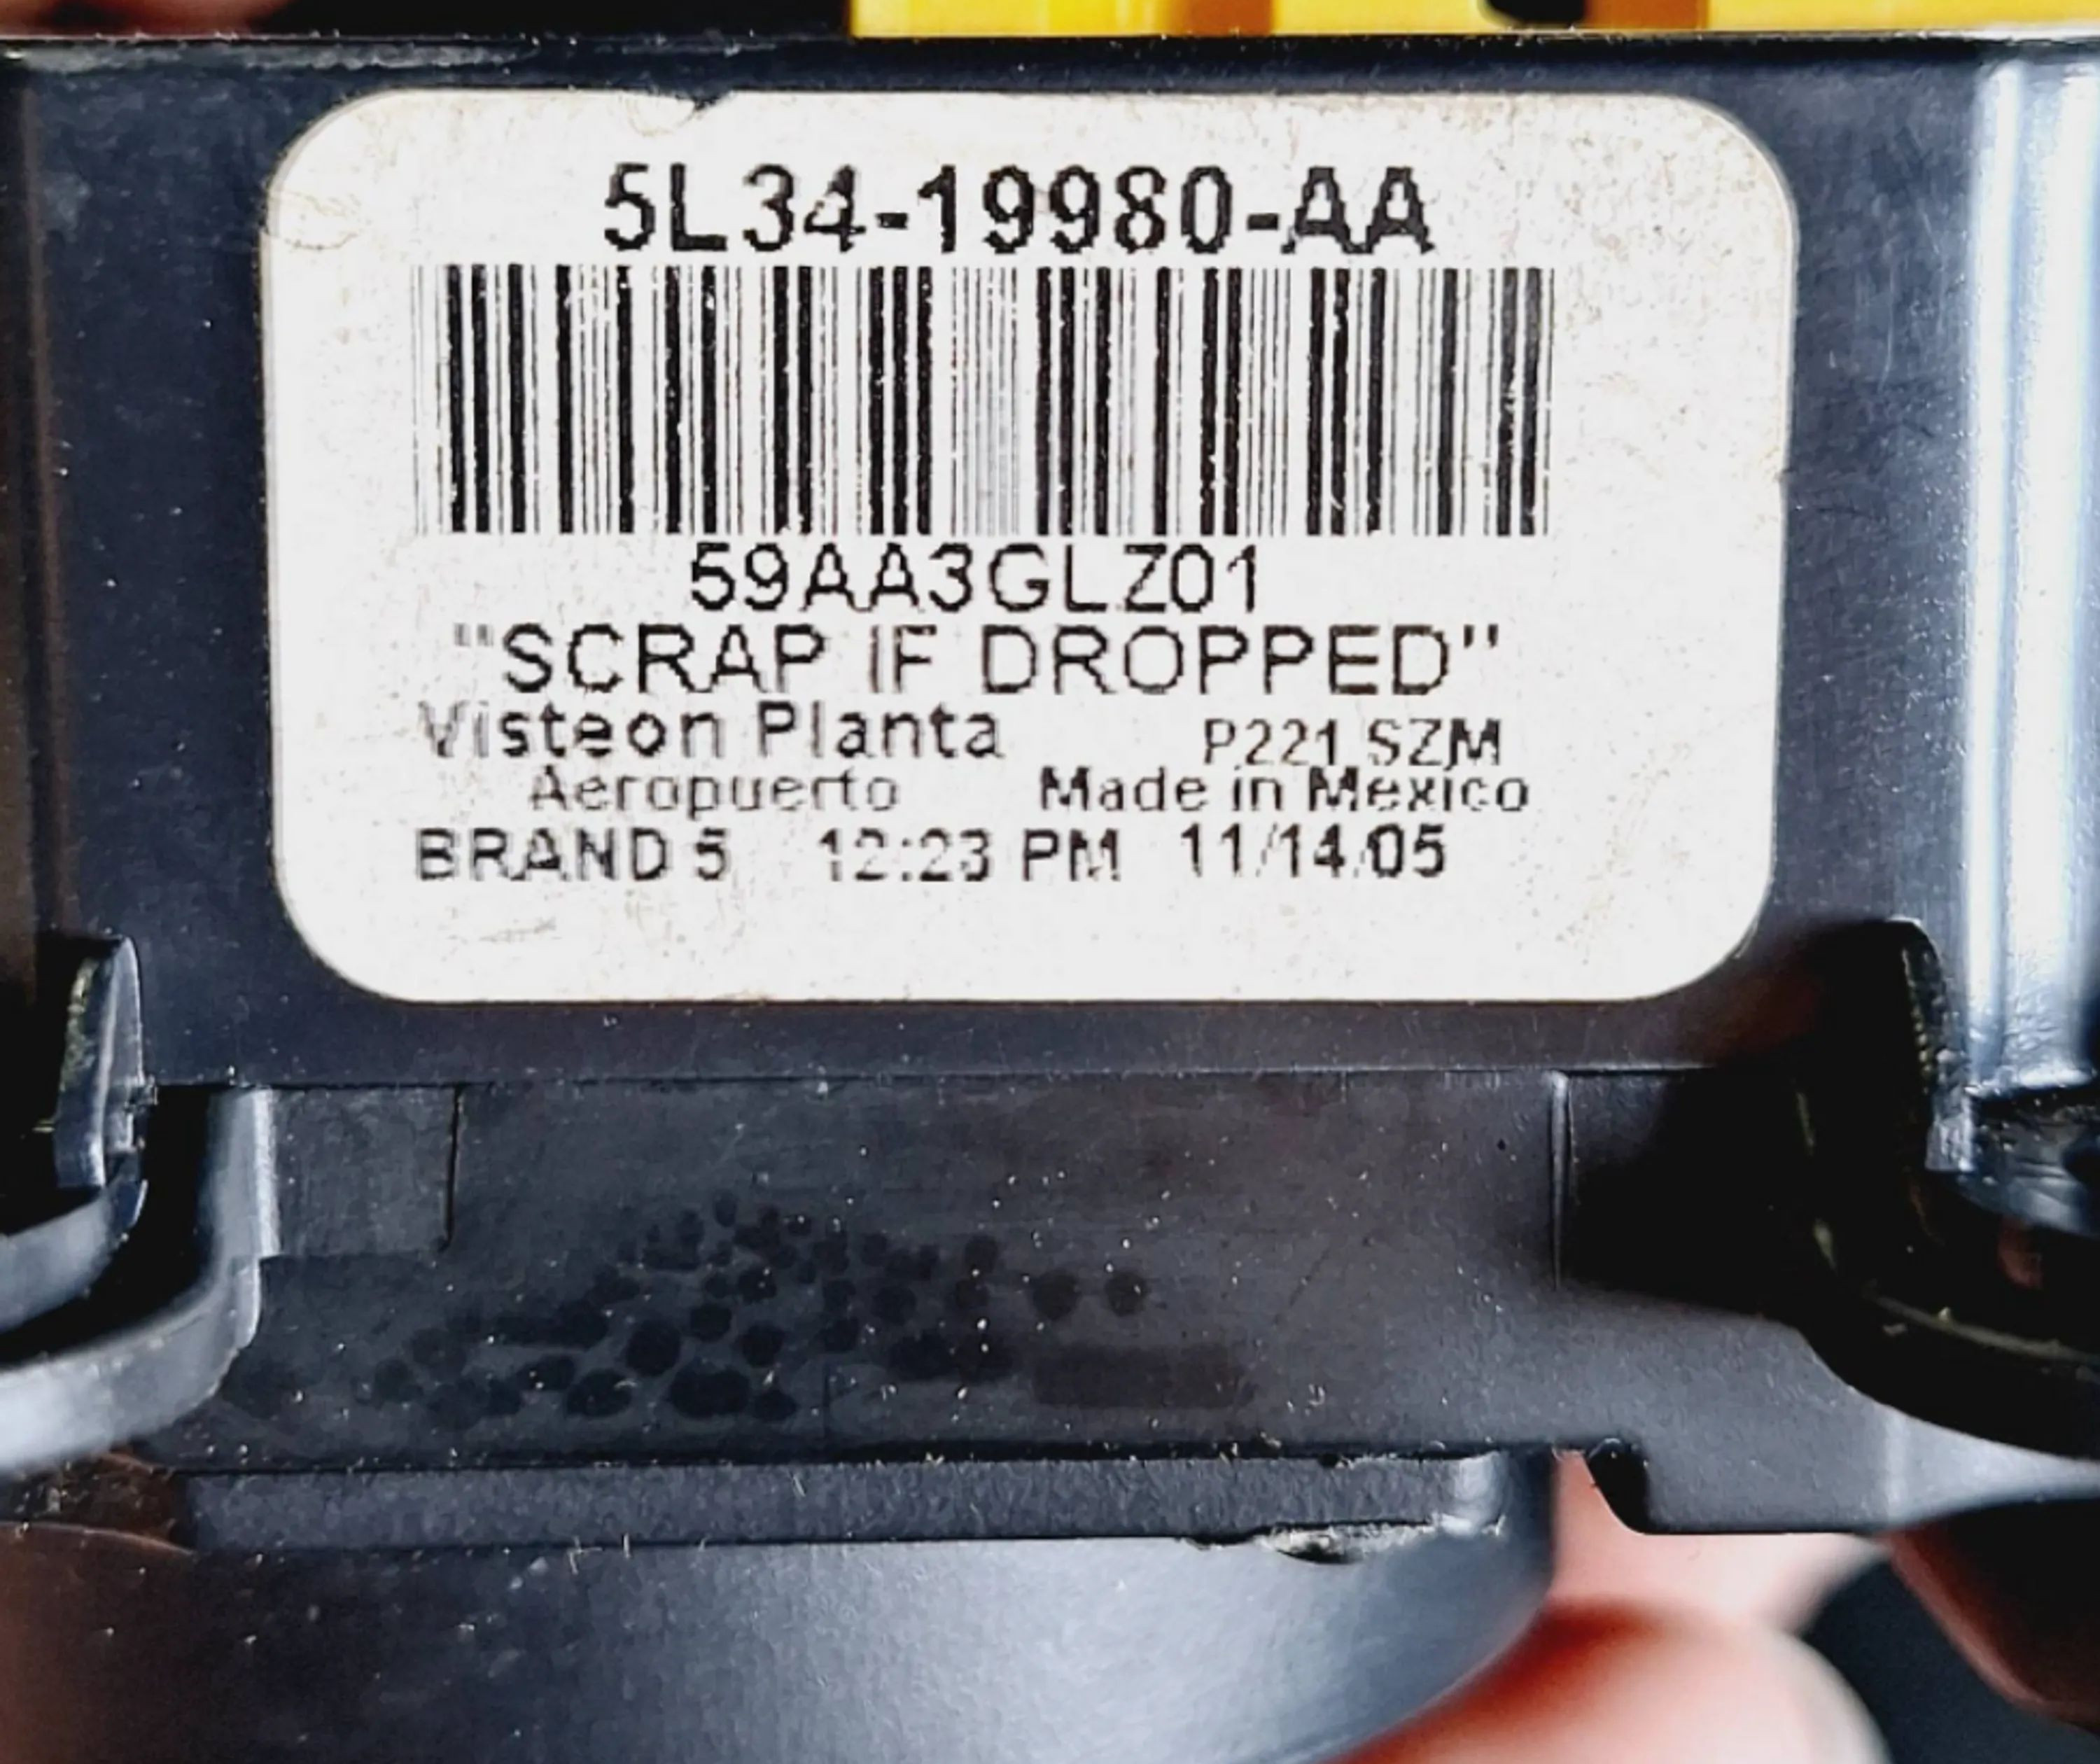 5L34-19980-AA
59AA3GLZ01
"SCRAP IF DROPPED"
Visteon Planta P221 SZM
Aeropuerto Made in Mexico
BRAND 5 12:23 PM 11/14/05